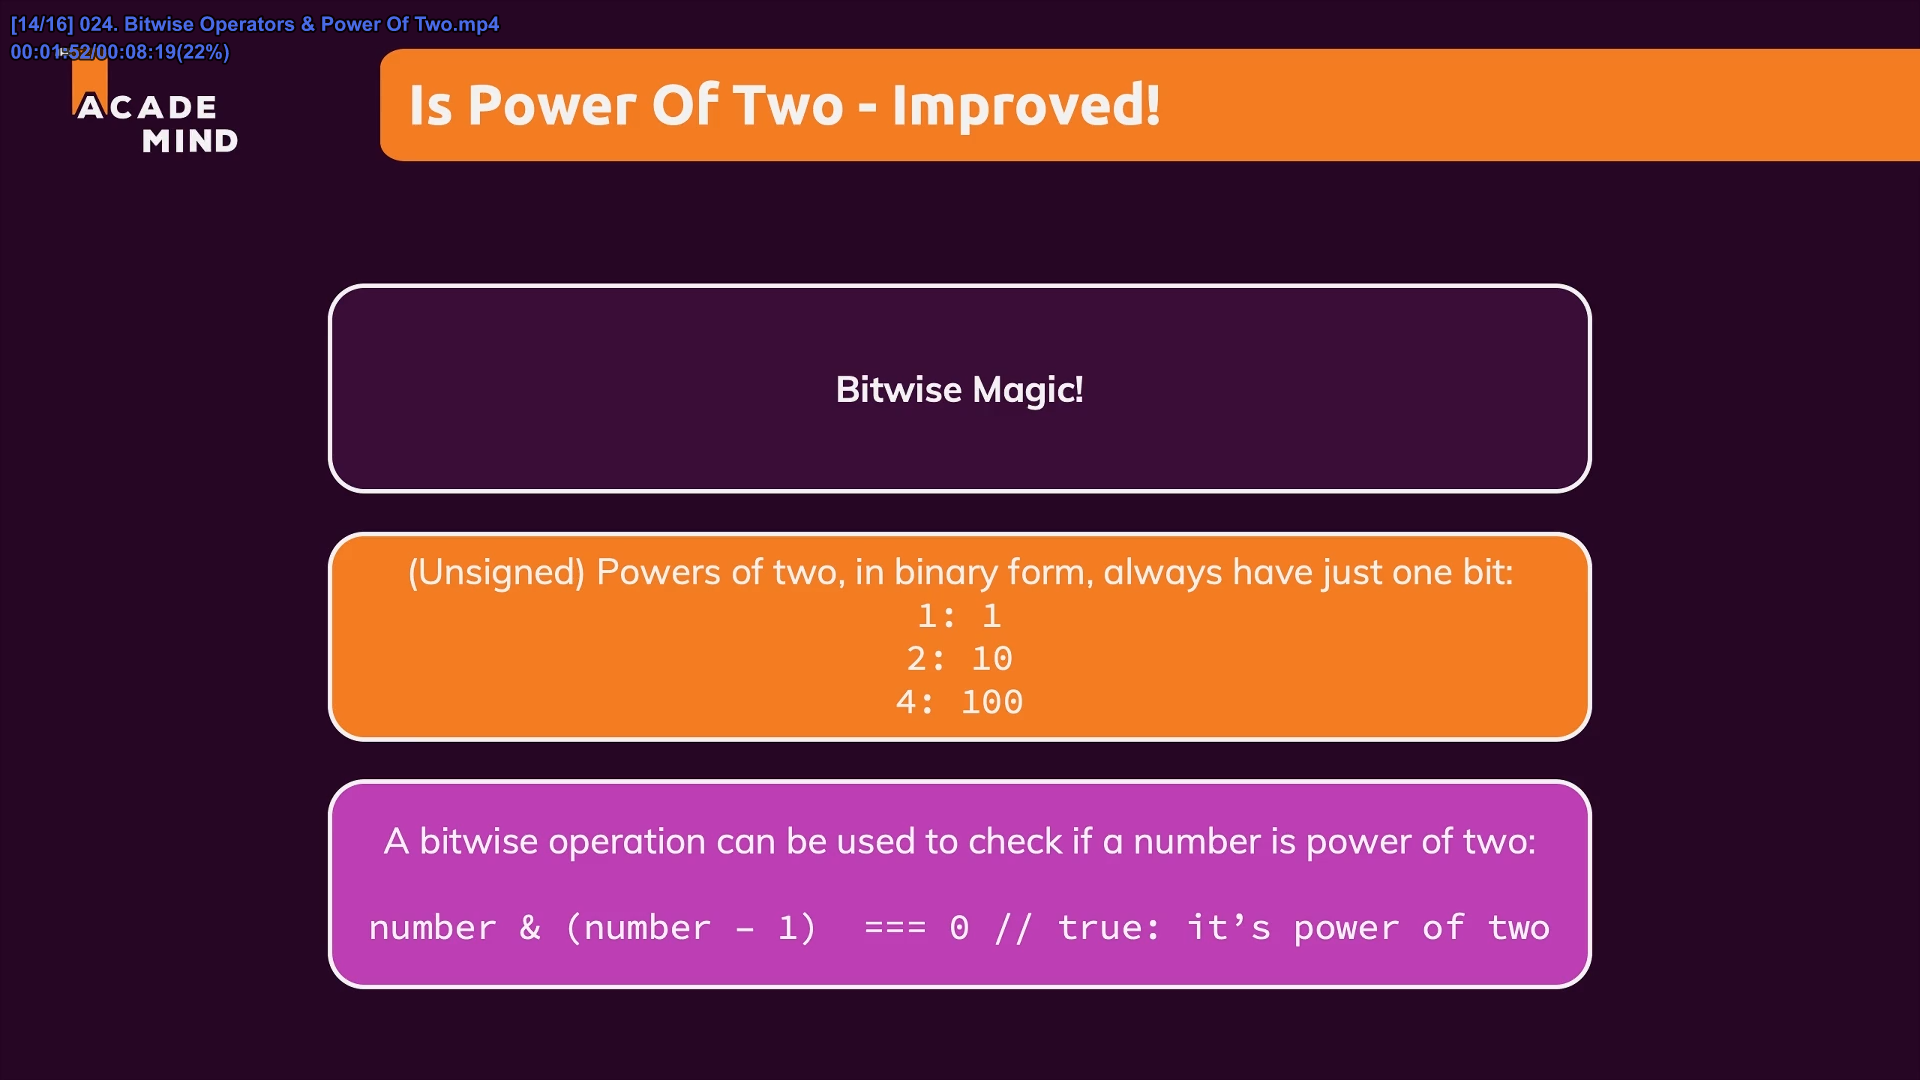 [14/16] 024. Bitwise Operators & Power Of Two.mp4
00:01:52/00:08:19(22%)
ACADE
MIND
Is Power Of Two - Improved!
Bitwise Magic!
(Unsigned) Powers of two, in binary form, always have just one bit:
1: 1
2: 10
4: 100
A bitwise operation can be used to check if a number is power of two:
number & (number – 1)  === 0 // true: it’s power of two